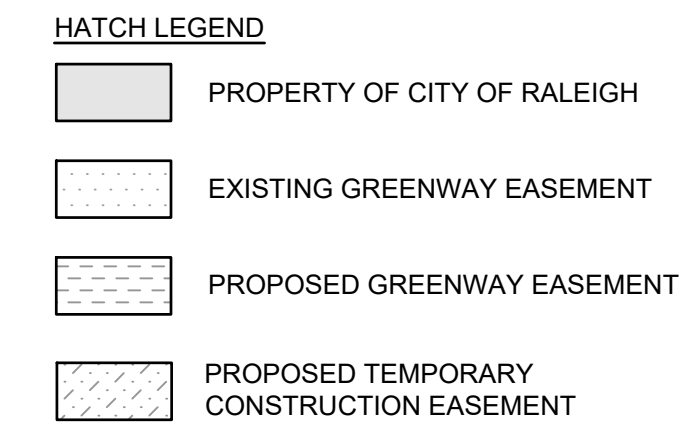 HATCH LEGEND
PROPERTY OF CITY OF RALEIGH
EXISTING GREENWAY EASEMENT
PROPOSED GREENWAY EASEMENT
PROPOSED TEMPORARY
CONSTRUCTION EASEMENT